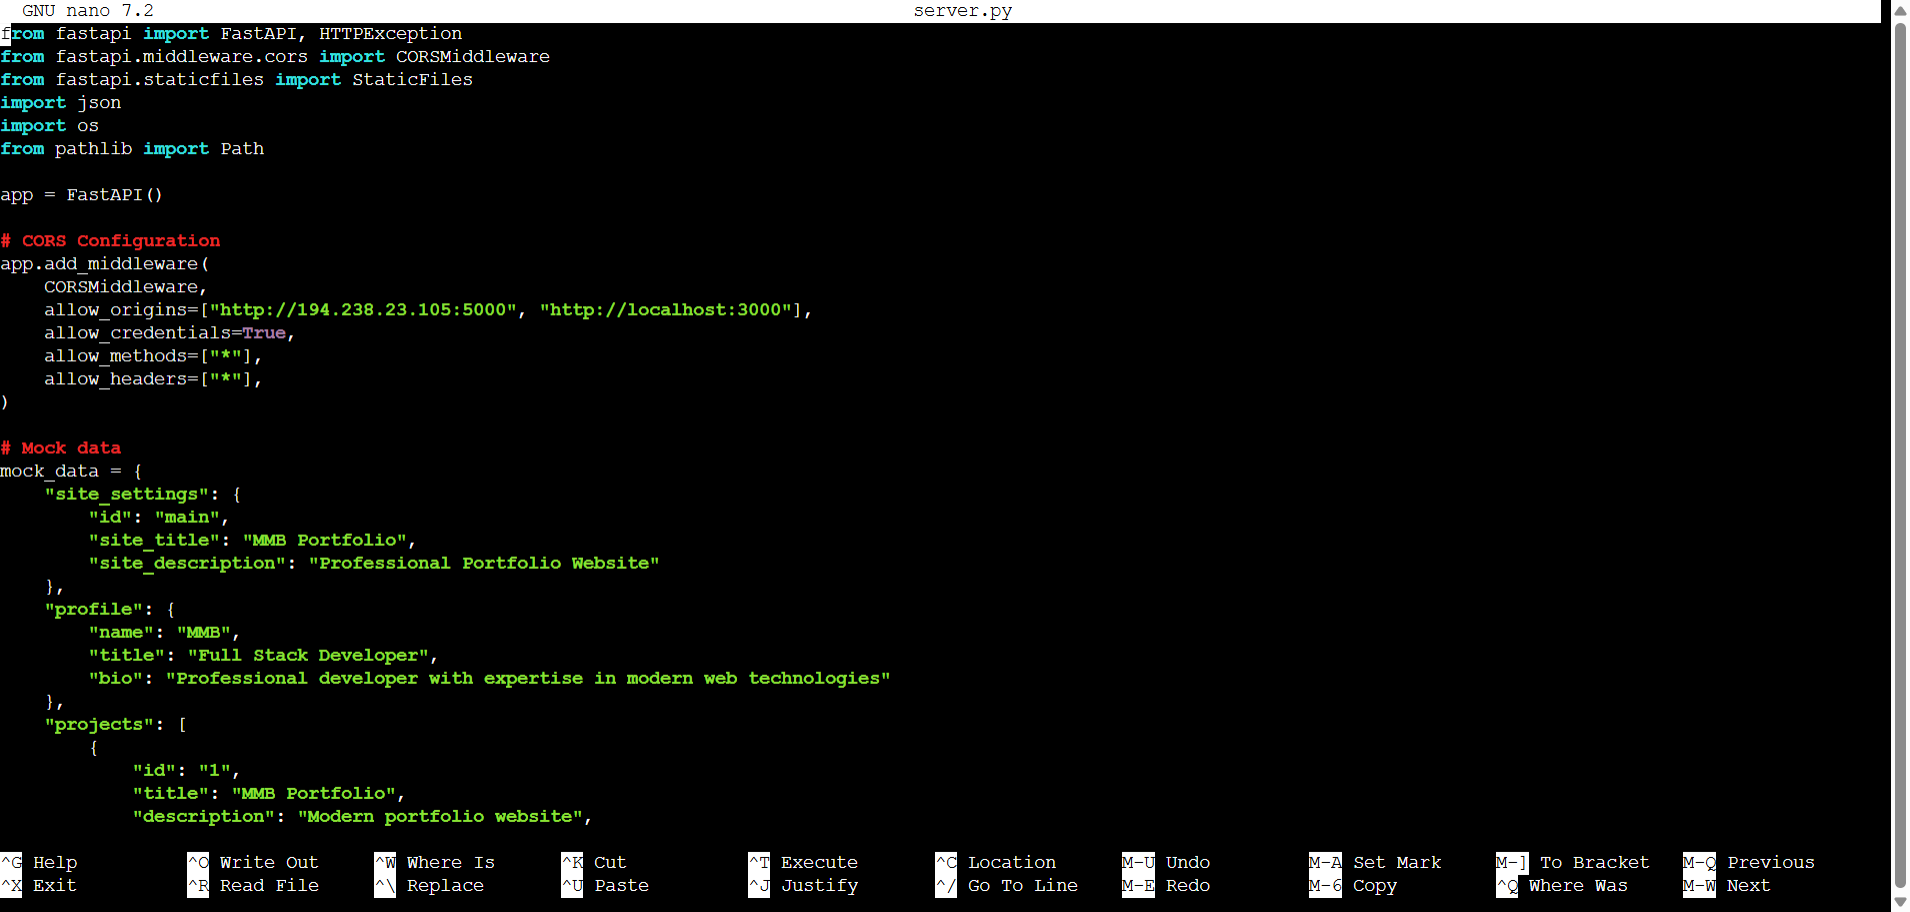 GNU nano 7.2 server.py
from fastapi import FastAPI, HTTPException
from fastapi.middleware.cors import CORSMiddleware
from fastapi.staticfiles import StaticFiles
import json
import os
from pathlib import Path

app = FastAPI()

# CORS Configuration
app.add_middleware(
    CORSMiddleware,
    allow_origins=["http://194.238.23.105:5000", "http://localhost:3000"],
    allow_credentials=True,
    allow_methods=["*"],
    allow_headers=["*"],
)

# Mock data
mock_data = {
    "site_settings": {
        "id": "main",
        "site_title": "MMB Portfolio",
        "site_description": "Professional Portfolio Website"
    },
    "profile": {
        "name": "MMB",
        "title": "Full Stack Developer",
        "bio": "Professional developer with expertise in modern web technologies"
    },
    "projects": [
        {
            "id": "1",
            "title": "MMB Portfolio",
            "description": "Modern portfolio website",

^G Help ^O Write Out ^W Where Is ^K Cut ^T Execute ^C Location M-U Undo M-A Set Mark M-] To Bracket M-Q Previous
^X Exit ^R Read File ^\ Replace ^U Paste ^J Justify ^/ Go To Line M-E Redo M-6 Copy ^Q Where Was M-W Next